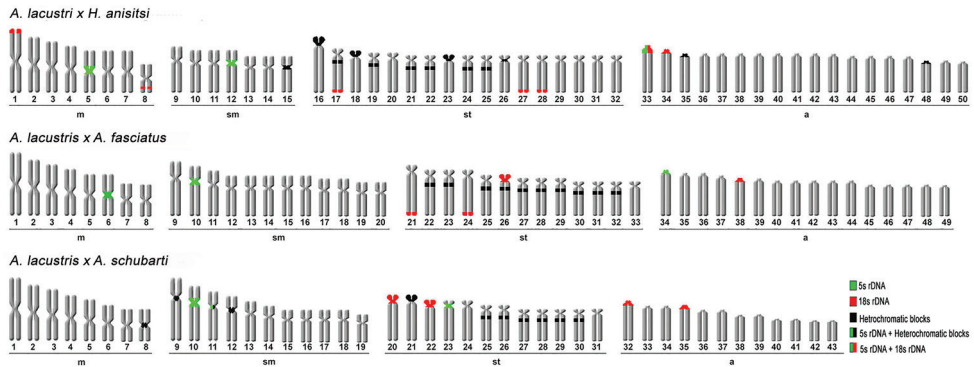 A. lacustri x H. anisitsi
1 2 3 4 5 6 7 8 9 10 11 12 13 14 15 16 17 18 19 20 21 22 23 24 25 26 27 28 29 30 31 32 33 34 35 36 37 38 39 40 41 42 43 44 45 46 47 48 49 50
m sm st a
A. lacustris x A. fasciatus
1 2 3 4 5 6 7 8 9 10 11 12 13 14 15 16 17 18 19 20 21 22 23 24 25 26 27 28 29 30 31 32 33 34 35 36 37 38 39 40 41 42 43 44 45 46 47 48 49
m sm st a
A. lacustris x A. schubarti
5s rDNA
18s rDNA
Hetrochromatic blocks
5s rDNA + Heterochromatic blocks
5s rDNA + 18s rDNA
1 2 3 4 5 6 7 8 9 10 11 12 13 14 15 16 17 18 19 20 21 22 23 24 25 26 27 28 29 30 31 32 33 34 35 36 37 38 39 40 41 42 43
m sm st a